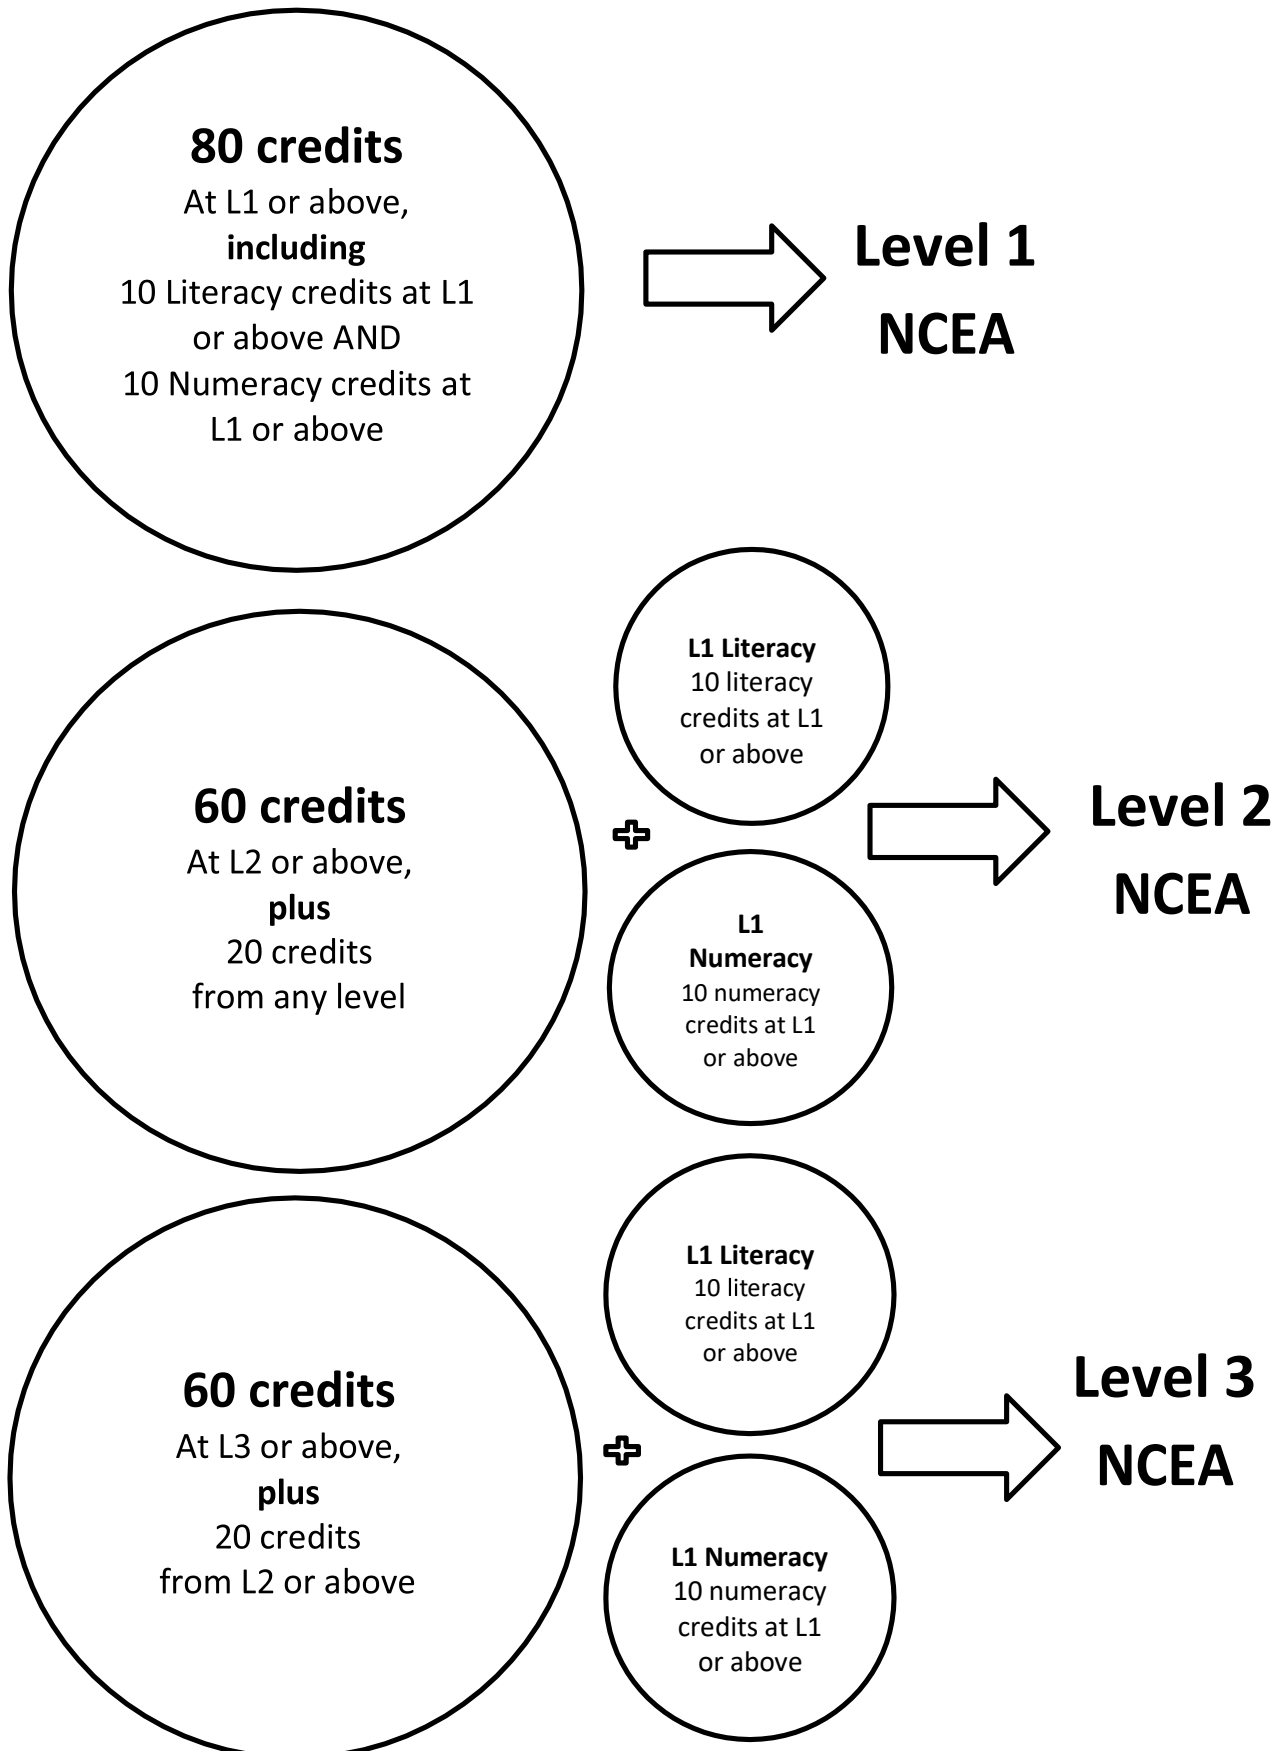 80 credits
At L1 or above,
including
10 Literacy credits at L1
or above AND
10 Numeracy credits at
L1 or above
Level 1
NCEA
60 credits
At L2 or above,
plus
20 credits
from any level
L1 Literacy
10 literacy
credits at L1
or above
L1
Numeracy
10 numeracy
credits at L1
or above
Level 2
NCEA
60 credits
At L3 or above,
plus
20 credits
from L2 or above
L1 Literacy
10 literacy
credits at L1
or above
L1 Numeracy
10 numeracy
credits at L1
or above
Level 3
NCEA